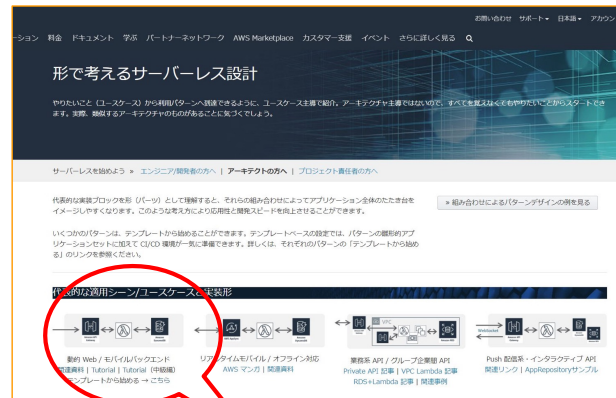 お問い合わせ サポート▾ 日本語▾ アカウン
ーション 料金 ドキュメント 学ぶ パートナーネットワーク AWS Marketplace カスタマー支援 イベント さらに詳しく見る
形で考えるサーバーレス設計
やりたいこと（ユースケース）から利用パターンへ到達できるように、ユースケース主導で紹介。アーキテクチャ主導ではないので、すべてを覚えなくてもやりたいことからスタートでき
ます。実際、類似するアーキテクチャのものがあることに気づくでしょう。
サーバーレスを始めよう » エンジニア/開発者の方へ | アーキテクトの方へ | プロジェクト責任者の方へ
代表的な実装ブロックを形（パーツ）として理解すると、それらの組み合わせによってアプリケーション全体のたたき台を
イメージしやすくなります。このような考え方により応用性と開発スピードを向上させることができます。
» 組み合わせによるパターンデザインの例を見る
いくつかのパターンは、テンプレートから始めることができます。テンプレートベースの設定では、パターンの雛形的アプ
リケーションセットに加えて CI/CD 環境が一気に準備できます。詳しくは、それぞれのパターンの「テンプレートから始め
る」のリンクを参照ください。
代表的な適用シーン/ユースケースと実装形
VPC
Websocket
動的 Web / モバイルバックエンド
関連資料 | Tutorial | Tutorial（中級編）
テンプレートから始める → こちら
リアルタイムモバイル / オフライン対応
AWS マンガ | 関連資料
業務系 API / グループ企業間 API
Private API 記事 | VPC Lambda 記事
RDS+Lambda 記事 | 関連事例
Push 配信系・インタラクティブ API
関連リンク | AppRepositoryサンプル